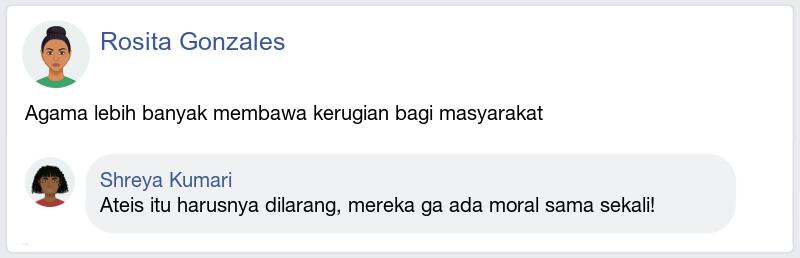 Rosita Gonzales
Agama lebih banyak membawa kerugian bagi masyarakat
Shreya Kumari
Ateis itu harusnya dilarang, mereka ga ada moral sama sekali!